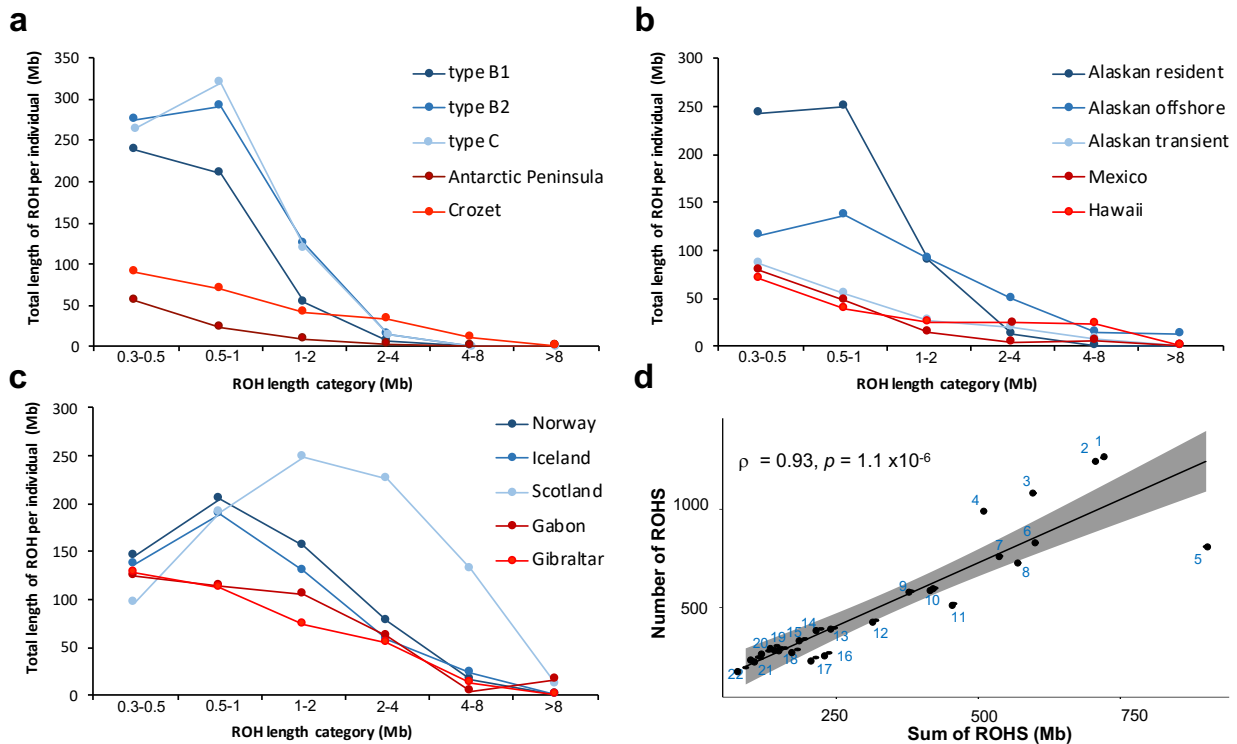 a
Total length of ROH per individual (Mb)
350
300
250
200
150
100
50
0
0.3-0.5 0.5-1 1-2 2-4 4-8 >8
ROH length category (Mb)
type B1
type B2
type C
Antarctic Peninsula
Crozet
b
Total length of ROH per individual (Mb)
300
250
200
150
100
50
0
0.3-0.5 0.5-1 1-2 2-4 4-8 >8
ROH length category (Mb)
Alaskan resident
Alaskan offshore
Alaskan transient
Mexico
Hawaii
c
Total length of ROH per individual (Mb)
300
250
200
150
100
50
0
0.3-0.5 0.5-1 1-2 2-4 4-8 >8
ROH length category (Mb)
Norway
Iceland
Scotland
Gabon
Gibraltar
d
ρ = 0.93, p = 1.1 x10⁻⁶
Number of ROHS
1000
500
250 500 750
Sum of ROHS (Mb)
1
2
3
4
5
6
7
8
9
10
11
12
13
14
15
16
17
18
19
20
21
22